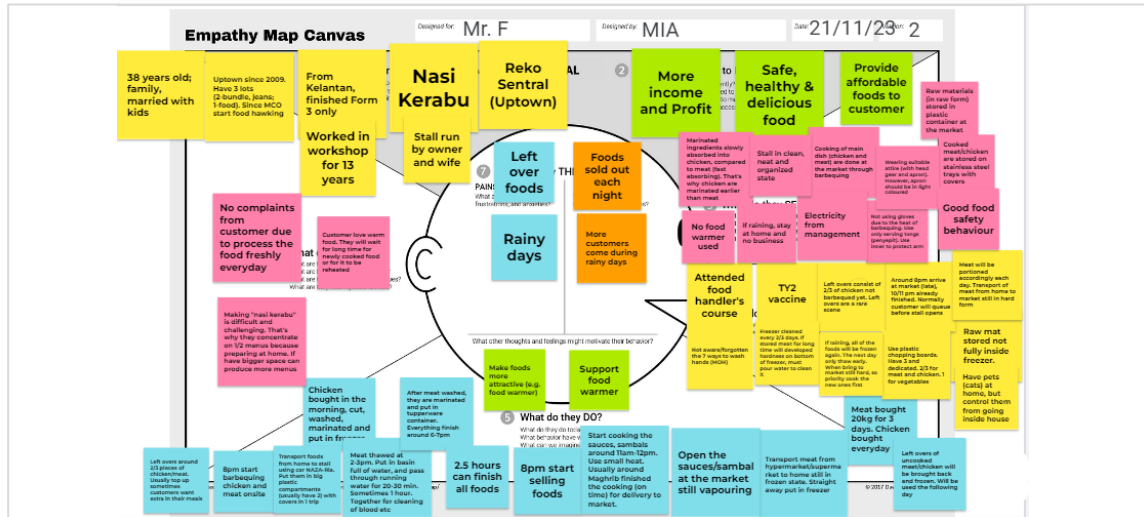 Empathy Map Canvas
Designed for:
Mr. F
Designed by:
MIA
Date:
21/11/23
2
38 years old;
family,
married with
kids
Uptown since 2009.
Have 3 lots
(2-bundle, jeans;
1-food). Since MCO
start food hawking
From
Kelantan,
finished Form
3 only
Nasi
Kerabu
Reko
Sentral
(Uptown)
Worked in
workshop for
13 years
Stall run
by owner
and wife
2
More
income
and Profit
Safe,
healthy &
delicious
food
Provide
affordable
foods to
customer
Raw materials
(in raw form)
stored in
plastic
container at
the market
Marinated
ingredients slowly
absorbed into
chicken, compared
to meat (fast
absorbing). That's
why chicken are
marinated earlier
than meat
Stall in clean,
neat and
organized
state
Cooking of main
dish (chicken and
meat) are done at
the market through
barbequing
Wearing suitable
attire (with head
gear and apron).
However, apron
should be in light
coloured
Cooked
meat/chicken
are stored on
stainless steel
trays with
covers
No food
warmer
used
If raining, stay
at home and
no business
Electricity
from
management
Not using gloves
due to the heat of
barbequing. Use
only serving tongs
(penyepit). Use
inner to protect arm
Good food
safety
behaviour
7
PAINS
Left
over
foods
Foods
sold out
each
night
Rainy
days
More
customers
come during
rainy days
No complaints
from
customer due
to process the
food freshly
everyday
Customer love warm
food. They will wait
for long time for
newly cooked food
or for it to be
reheated
Making "nasi kerabu"
is difficult and
challenging. That's
why they concentrate
on 1/2 menus because
preparing at home. If
have bigger space can
produce more menus
What other thoughts and feelings might motivate their behavior?
Make foods
more
attractive (e.g.
food warmer)
Support
food
warmer
Attended
food
handler's
course
Not aware/forgotten
the 7 ways to wash
hands (MOH)
TY2
vaccine
Freezer cleaned
every 2/3 days. If
stored meat for long
time will developed
hardness on bottom
of freezer, must
pour water to clean
it
Left overs consist of
2/3 of chicken not
barbequed yet. Left
overs are a rare
scene
Around 8pm arrive
at market (late),
10/11 pm already
finished. Normally
customer will queue
before stall opens
Meat will be
portioned
accordingly each
day. Transport of
meat from home to
market still in hard
form
If raining, all of the
foods will be frozen
again. The next day
only thaw early.
When bring to
market still hard, so
priority cook the
new ones first
Use plastic
chopping boards.
Have 3 and
dedicated. 2/3 for
meat and chicken. 1
for vegetables
Raw mat
stored not
fully inside
freezer.
Have pets
(cats) at
home, but
control them
from going
inside house
5
What do they DO?
Chicken
bought in the
morning, cut,
washed,
marinated and
put in freezer
After meat washed,
they are marinated
and put in
tupperware
container.
Everything finish
around 6-7pm
Meat bought
20kg for 3
days. Chicken
bought
everyday
Left overs around
2/3 pieces of
chicken/meat.
Usually top up
sometimes
customers want
extra in their meals
8pm start
barbequing
chicken and
meat onsite
Transport foods
from home to stall
using car NAZA-Ria.
Put them in big
plastic
compartments
(usually have 2) with
covers in 1 trip
Meat thawed at
2-3pm. Put in basin
full of water, and pass
through running
water for 20-30 min.
Sometimes 1 hour.
Together for cleaning
of blood etc
2.5 hours
can finish
all foods
8pm start
selling
foods
Start cooking the
sauces, sambals
around 11am-12pm.
Use small heat.
Usually around
Maghrib finished
the cooking (on
time) for delivery to
market.
Open the
sauces/sambal
at the market
still vapouring
Transport meat from
hypermarket/superma
rket to home still in
frozen state. Straight
away put in freezer
Left overs of
uncooked
meat/chicken will
be brought back
and frozen. Will be
used the following
day